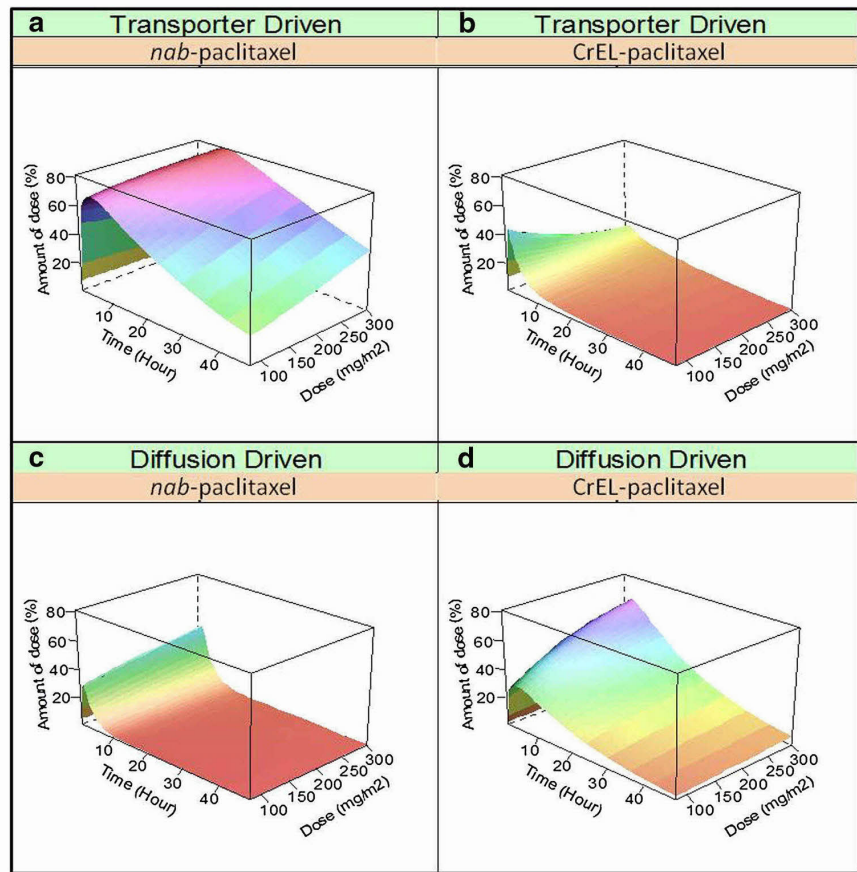 a Transporter Driven
nab-paclitaxel
80
60
40
20
Amount of dose (%)
10
20
30
40
Time (Hour)
100
150
200
250
300
Dose (mg/m2)
b Transporter Driven
CrEL-paclitaxel
80
60
40
20
Amount of dose (%)
10
20
30
40
Time (Hour)
100
150
200
250
300
Dose (mg/m2)
c Diffusion Driven
nab-paclitaxel
80
60
40
20
Amount of dose (%)
10
20
30
40
Time (Hour)
100
150
200
250
300
Dose (mg/m2)
d Diffusion Driven
CrEL-paclitaxel
80
60
40
20
Amount of dose (%)
10
20
30
40
Time (Hour)
100
150
200
250
300
Dose (mg/m2)